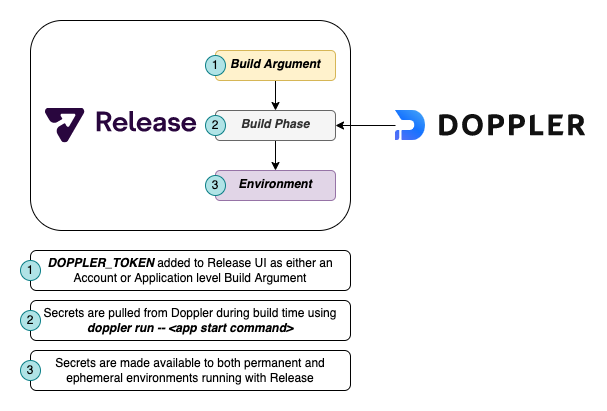 1 Build Argument
Release
2 Build Phase
DOPPLER
3 Environment
1 DOPPLER_TOKEN added to Release UI as either an
Account or Application level Build Argument
2 Secrets are pulled from Doppler during build time using
doppler run -- <app start command>
3 Secrets are made available to both permanent and
ephemeral environments running with Release